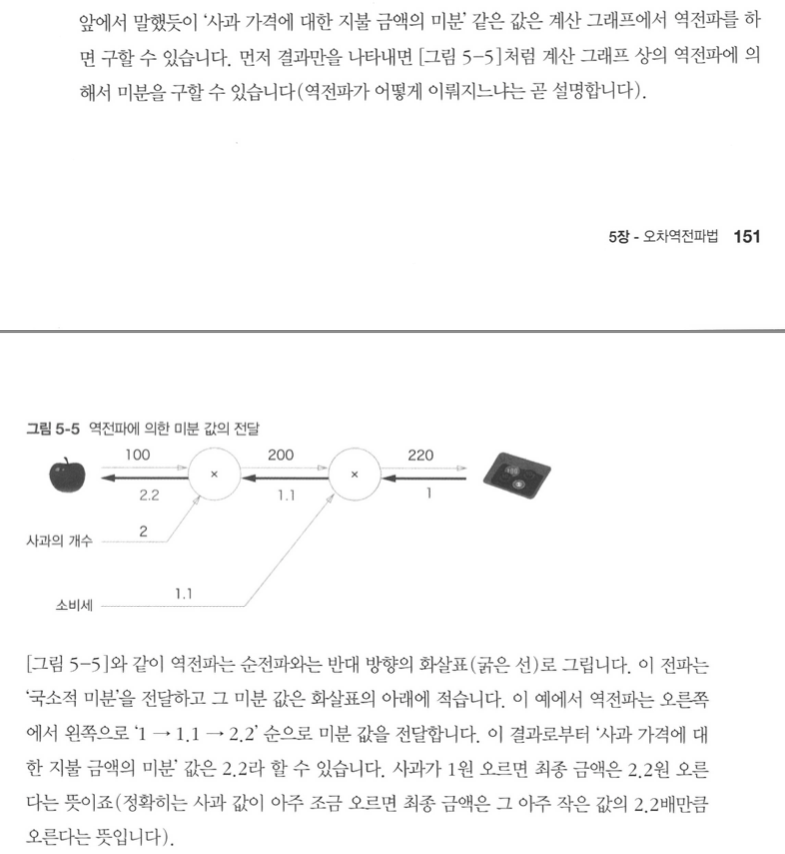 앞에서 말했듯이 ‘사과 가격에 대한 지불 금액의 미분’ 같은 값은 계산 그래프에서 역전파를 하
면 구할 수 있습니다. 먼저 결과만을 나타내면 [그림 5-5]처럼 계산 그래프 상의 역전파에 의
해서 미분을 구할 수 있습니다(역전파가 어떻게 이뤄지느냐는 곧 설명합니다).
5장 - 오차역전파법 151
그림 5-5 역전파에 의한 미분 값의 전달
100 200 220
× ×
2.2 1.1 1
2
사과의 개수
1.1
소비세
[그림 5-5]와 같이 역전파는 순전파와는 반대 방향의 화살표(굵은 선)로 그립니다. 이 전파는
‘국소적 미분’을 전달하고 그 미분 값은 화살표의 아래에 적습니다. 이 예에서 역전파는 오른쪽
에서 왼쪽으로 ‘1 → 1.1 → 2.2’ 순으로 미분 값을 전달합니다. 이 결과로부터 ‘사과 가격에 대
한 지불 금액의 미분’ 값은 2.2라 할 수 있습니다. 사과가 1원 오르면 최종 금액은 2.2원 오른
다는 뜻이죠(정확히는 사과 값이 아주 조금 오르면 최종 금액은 그 아주 작은 값의 2.2배만큼
오른다는 뜻입니다).